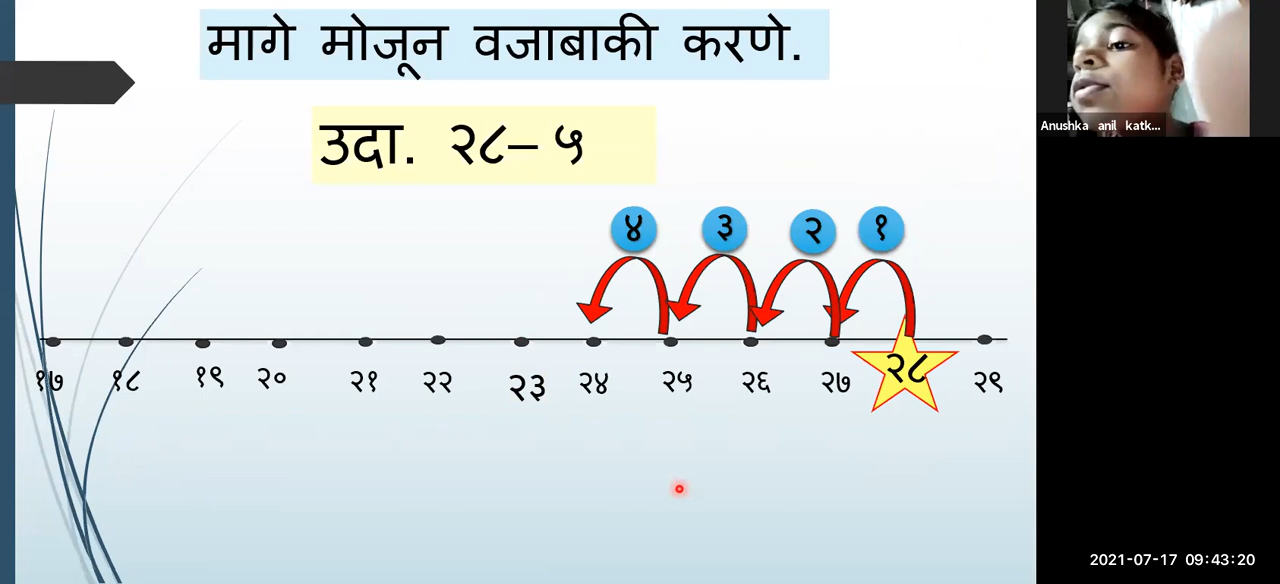 मागे मोजून वजाबाकी करणे.
उदा. २८– ५
४ ३ २ १
१७ १८ १९ २० २१ २२ २३ २४ २५ २६ २७ २८ २९
Anushka anil katk...
2021-07-17 09:43:20